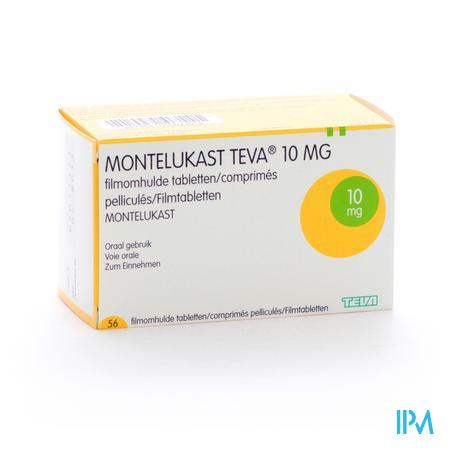 MONTELUKAST TEVA® 10 MG
filmomhulde tabletten/comprimés
pelliculés/Filmtabletten
MONTELUKAST
10
mg
Oraal gebruik
Voie orale
Zum Einnehmen
TEVA
56 filmomhulde tabletten/comprimés pelliculés/Filmtabletten
IPM